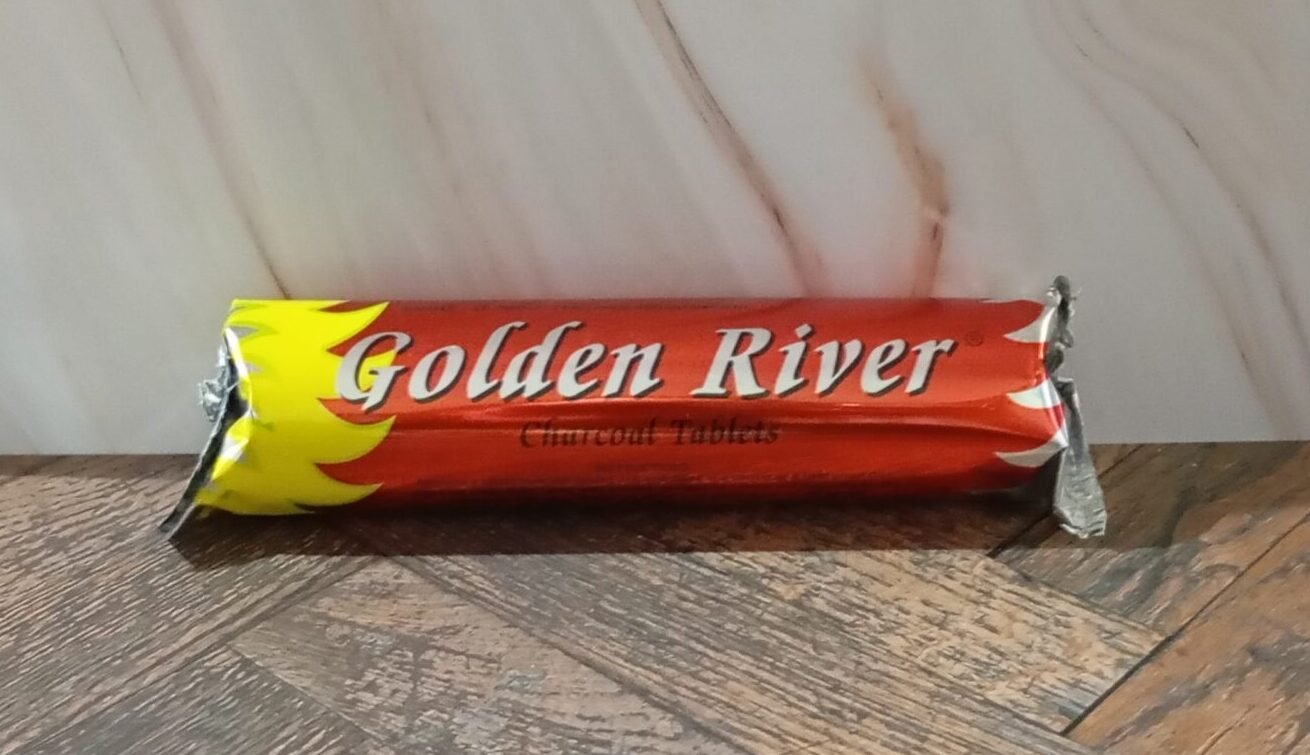 Golden River ®
Charcoal Tablets